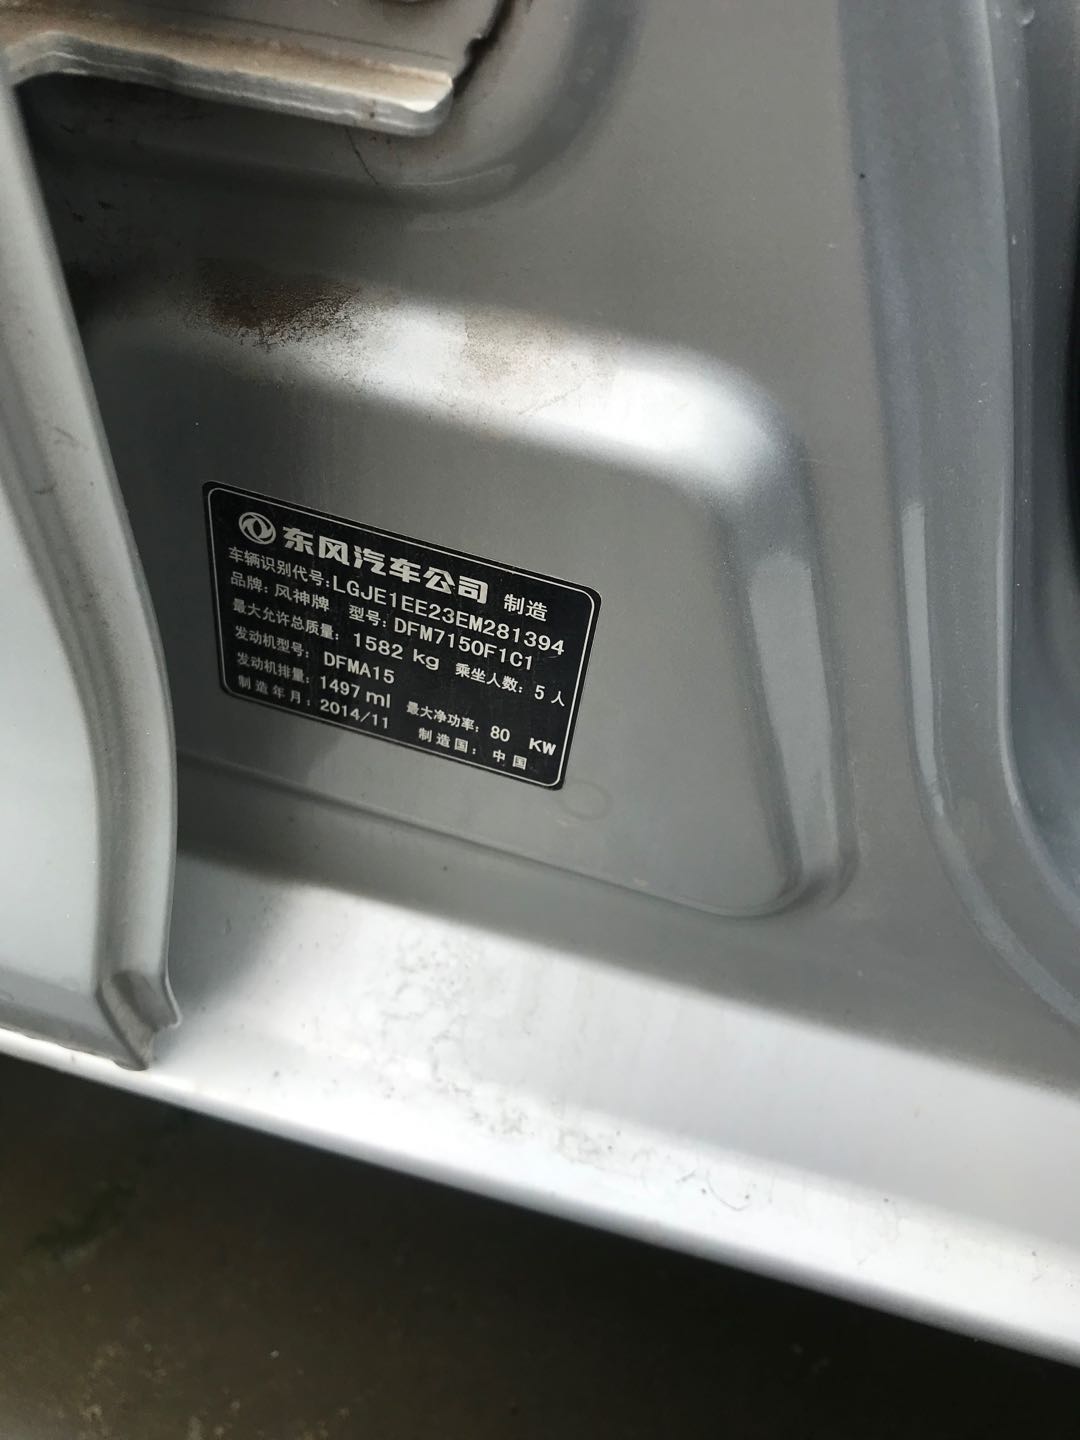 东风汽车公司 制造
车辆识别代号:LGJE1EE23EM281394
品牌: 风神牌 型号: DFM7150F1C1
最大允许总质量: 1582 kg 乘坐人数: 5 人
发动机型号: DFMA15
发动机排量: 1497 ml 最大净功率: 80 KW
制造年月: 2014/11 制造国: 中国